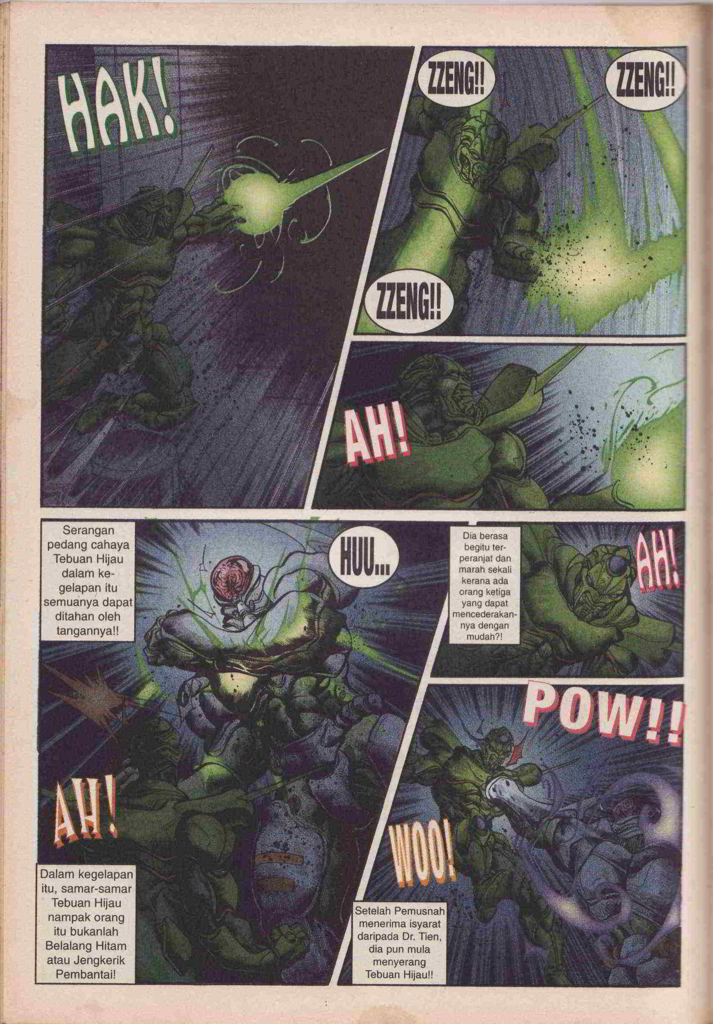 HAK!
ZZENG!!
ZZENG!!
ZZENG!!
AH!
Serangan
pedang cahaya
Tebuan Hijau
dalam ke-
gelapan itu
semuanya dapat
ditahan oleh
tangannya!!
HUU...
AH!
Dalam kegelapan
itu, samar-samar
Tebuan Hijau
nampak orang
itu bukanlah
Belalang Hitam
atau Jengkerik
Pembantai!
Dia berasa
begitu ter-
peranjat dan
marah sekali
kerana ada
orang ketiga
yang dapat
mencederakan-
nya dengan
mudah?!
AH!
POW!!
WOO!
Setelah Pemusnah
menerima isyarat
daripada Dr. Tien,
dia pun mula
menyerang
Tebuan Hijau!!